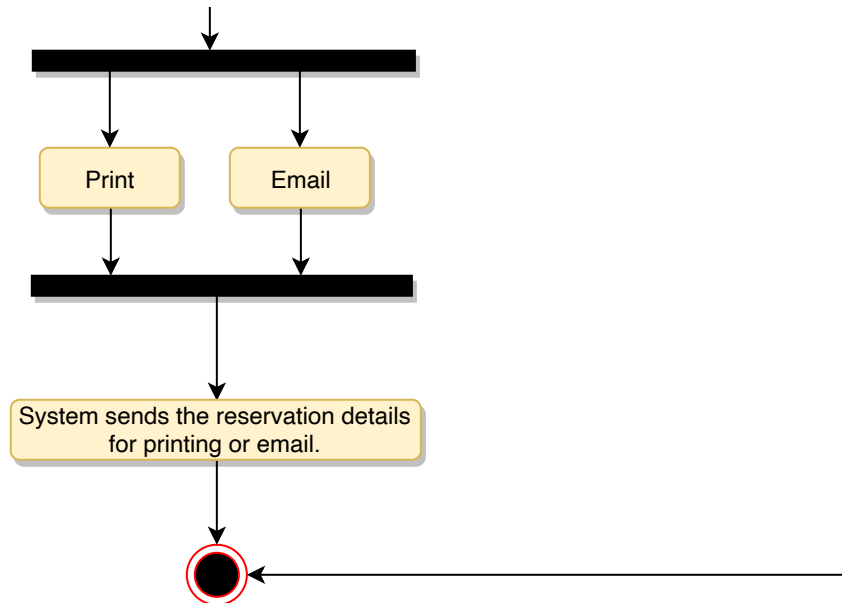 Print
Email
System sends the reservation details
for printing or email.